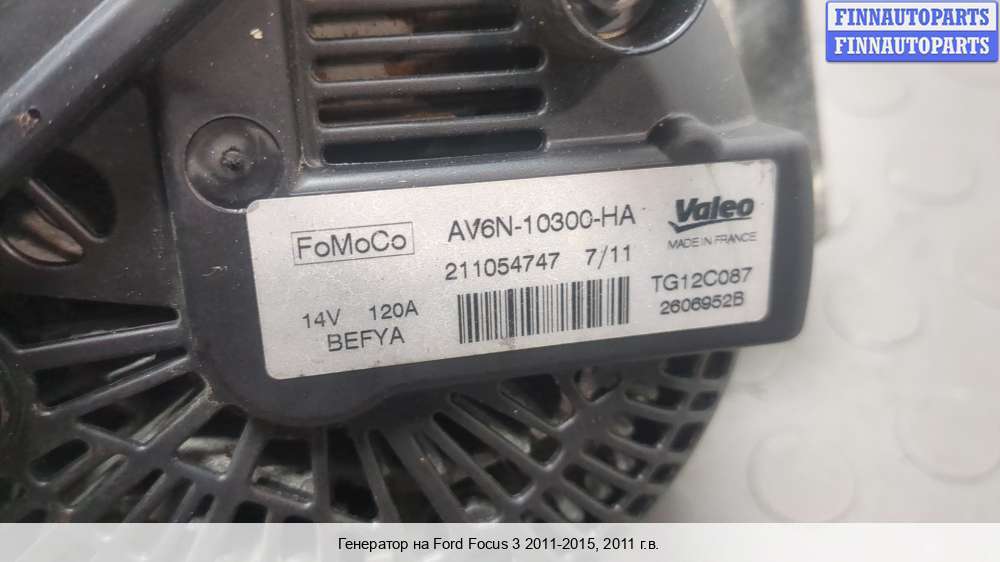 FINNAUTOPARTS
FINNAUTOPARTS
FoMoCo AV6N-10300-HA Valeo
MADE IN FRANCE
211054747 7/11
TG12C087
14V 120A
2606952B
BEFYA
Генератор на Ford Focus 3 2011-2015, 2011 г.в.